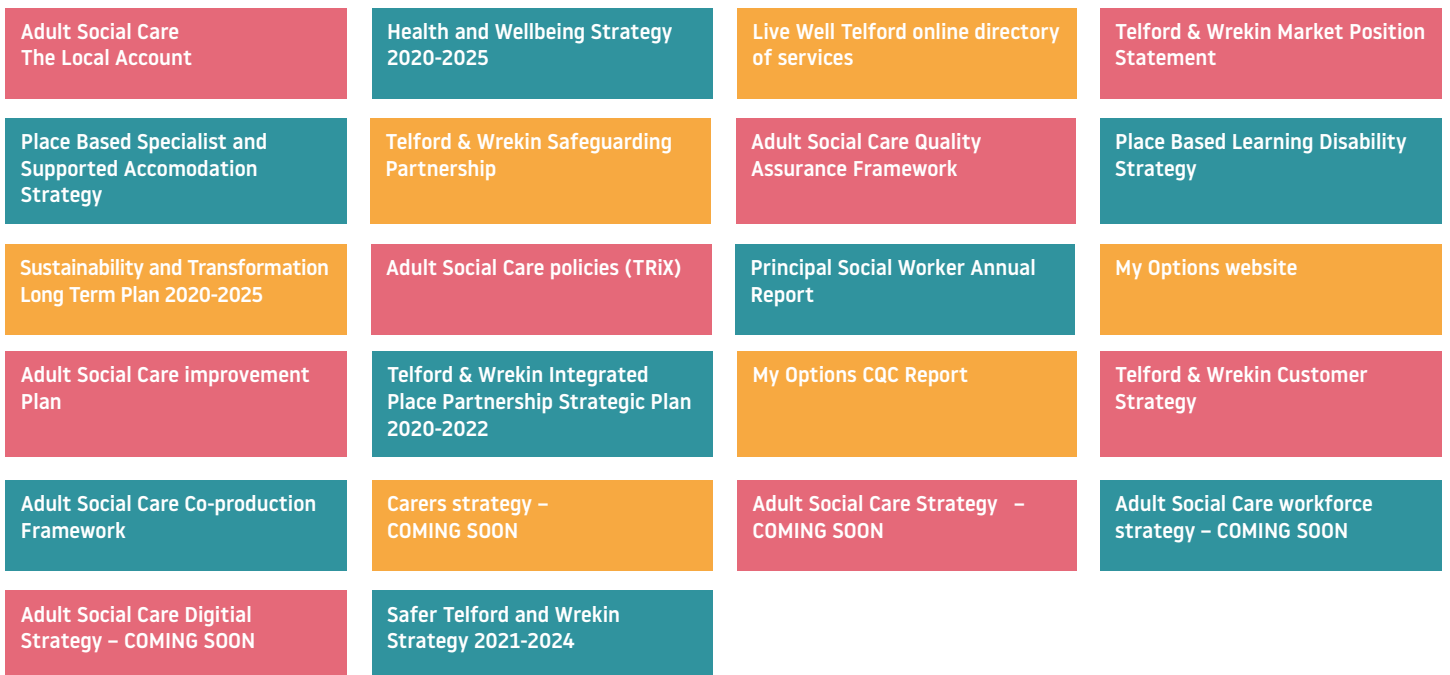 Adult Social Care
The Local Account
Health and Wellbeing Strategy
2020-2025
Live Well Telford online directory
of services
Telford & Wrekin Market Position
Statement
Place Based Specialist and
Supported Accomodation
Strategy
Telford & Wrekin Safeguarding
Partnership
Adult Social Care Quality
Assurance Framework
Place Based Learning Disability
Strategy
Sustainability and Transformation
Long Term Plan 2020-2025
Adult Social Care policies (TRiX)
Principal Social Worker Annual
Report
My Options website
Adult Social Care improvement
Plan
Telford & Wrekin Integrated
Place Partnership Strategic Plan
2020-2022
My Options CQC Report
Telford & Wrekin Customer
Strategy
Adult Social Care Co-production
Framework
Carers strategy –
COMING SOON
Adult Social Care Strategy –
COMING SOON
Adult Social Care workforce
strategy – COMING SOON
Adult Social Care Digitial
Strategy – COMING SOON
Safer Telford and Wrekin
Strategy 2021-2024